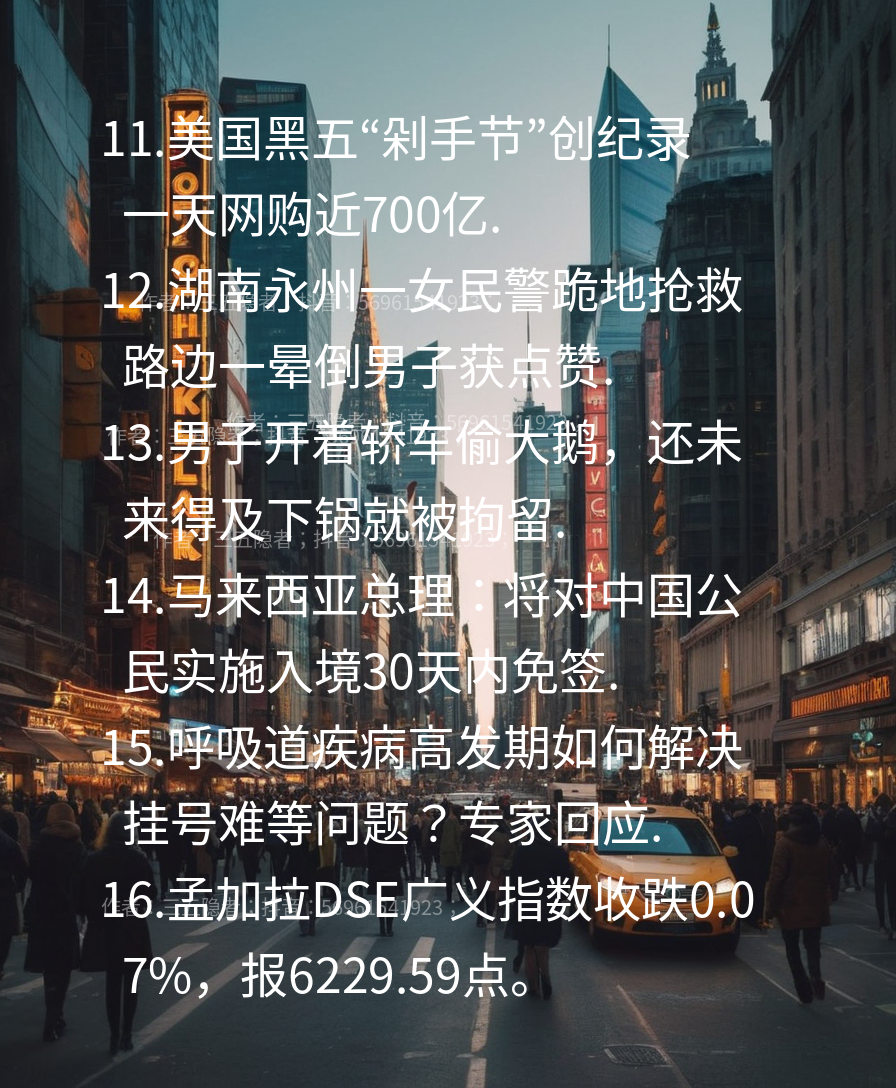 11.美国黑五“剁手节”创纪录
一天网购近700亿.
12.湖南永州一女民警跪地抢救
路边一晕倒男子获点赞.
13.男子开着轿车偷大鹅，还未
来得及下锅就被拘留.
14.马来西亚总理：将对中国公
民实施入境30天内免签.
15.呼吸道疾病高发期如何解决
挂号难等问题？专家回应.
16.孟加拉DSE广义指数收跌0.0
7%，报6229.59点。